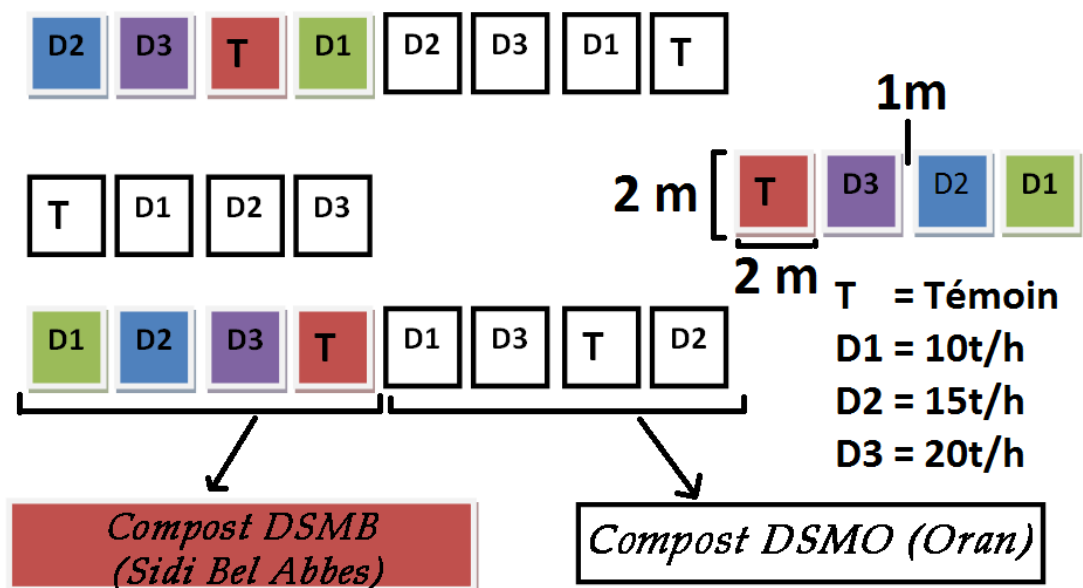 D2 D3 T D1 D2 D3 D1 T
1m
2 m T D3 D2 D1
T D1 D2 D3
2 m
T = Témoin
D1 D2 D3 T D1 D3 T D2
D1 = 10t/h
D2 = 15t/h
D3 = 20t/h
Compost DSMB
(Sidi Bel Abbes)
Compost DSMO (Oran)